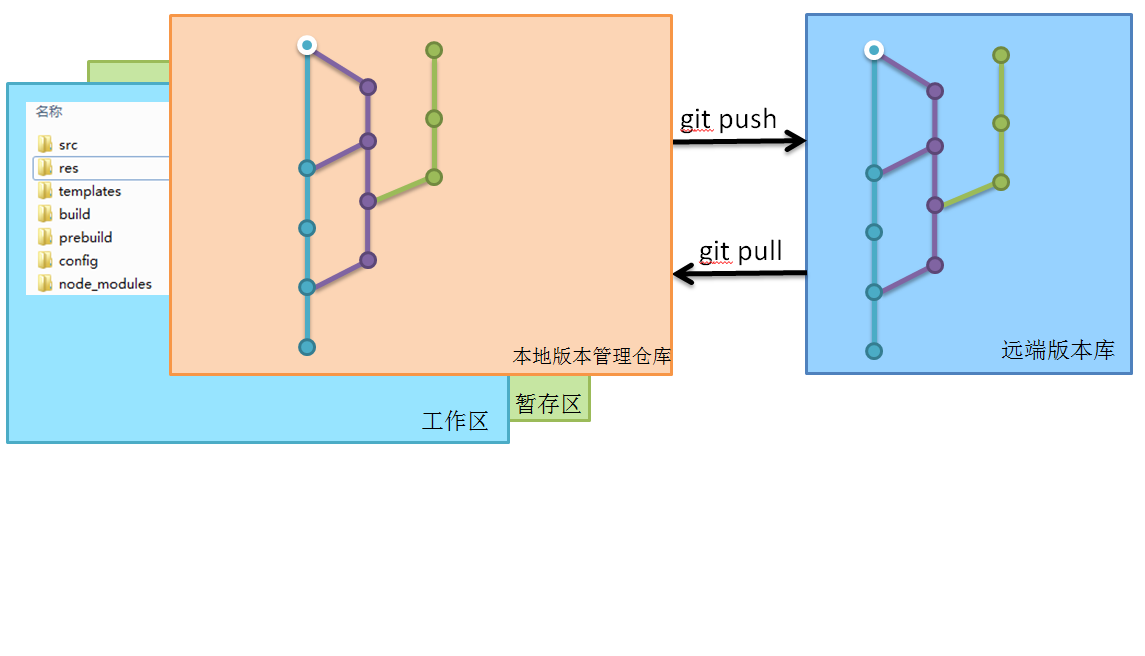 名称
src
res
templates
build
prebuild
config
node_modules
git push
git pull
本地版本管理仓库
远端版本库
暂存区
工作区